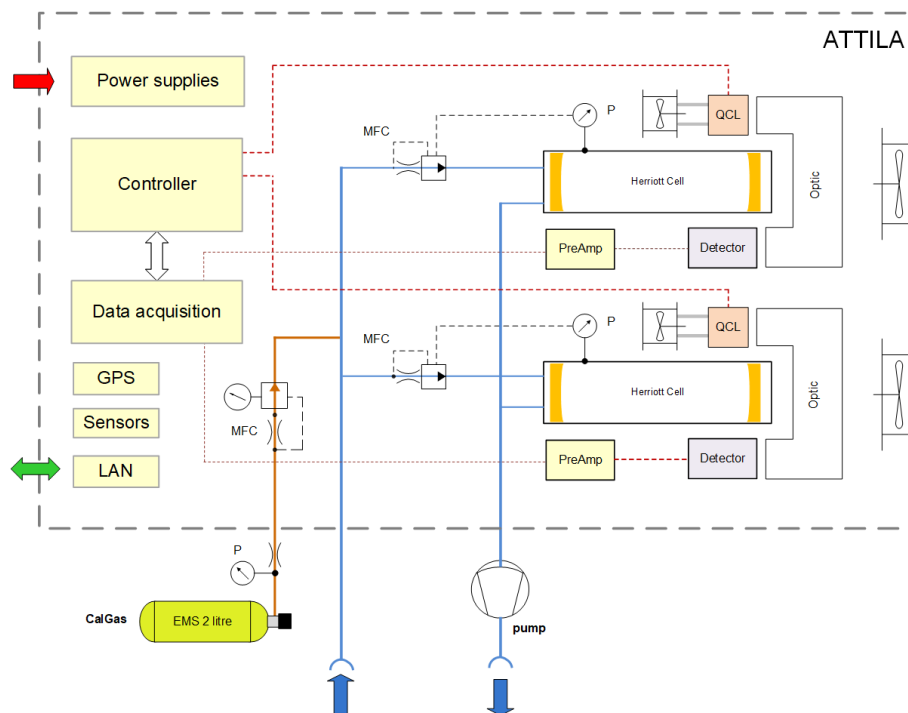 ATTILA
Power supplies
Controller
Data acquisition
GPS
Sensors
LAN
MFC
P
QCL
Herriott Cell
Optic
PreAmp
Detector
MFC
P
QCL
Herriott Cell
Optic
PreAmp
Detector
MFC
P
CalGas
EMS 2 litre
pump